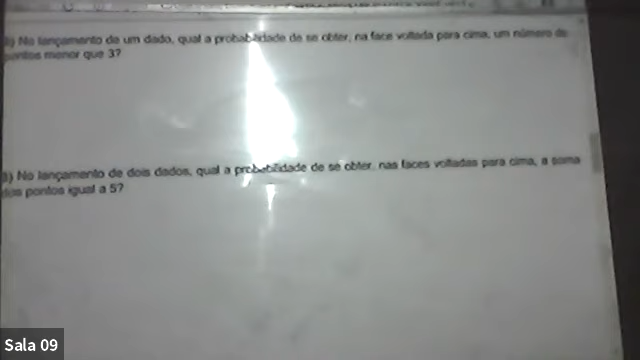 No lançamento de um dado, qual a probabilidade de se obter, na face voltada para cima, um número de
pontos menor que 3?
No lançamento de dois dados, qual a probabilidade de se obter, nas faces voltadas para cima, a soma
dos pontos igual a 5?
Sala 09